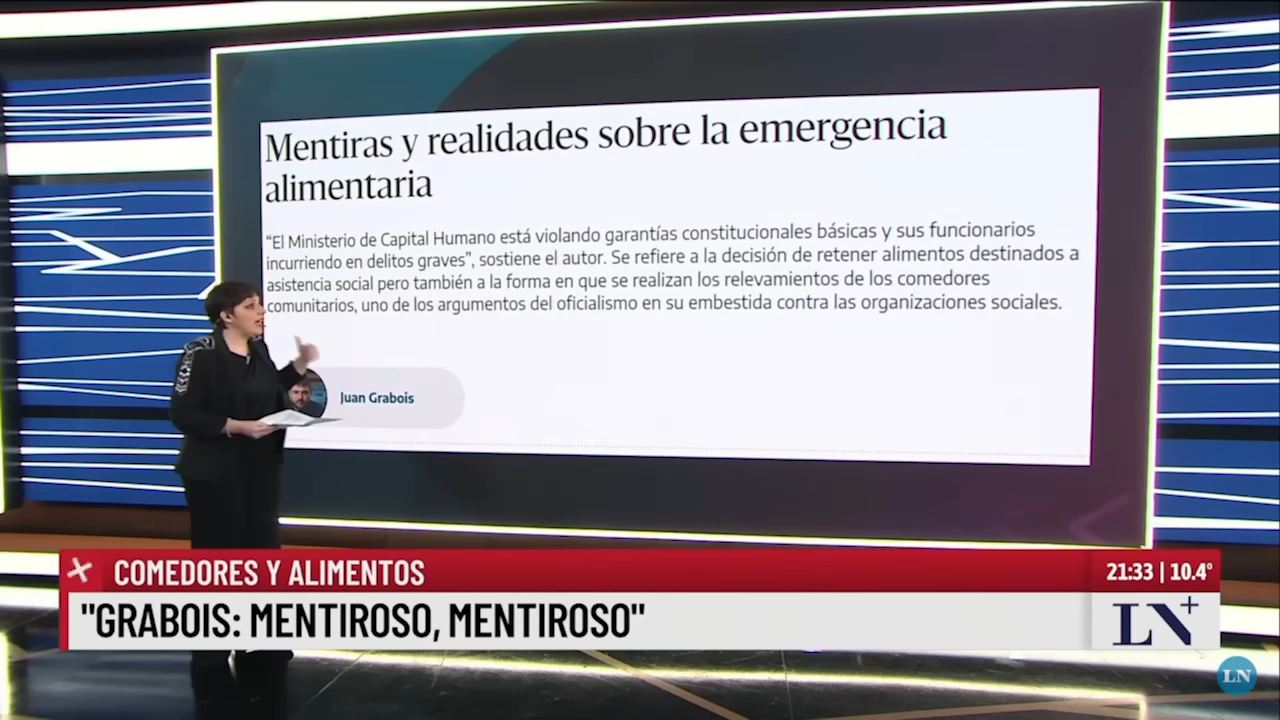 Mentiras y realidades sobre la emergencia
alimentaria
“El Ministerio de Capital Humano está violando garantías constitucionales básicas y sus funcionarios
incurriendo en delitos graves”, sostiene el autor. Se refiere a la decisión de retener alimentos destinados a
asistencia social pero también a la forma en que se realizan los relevamientos de los comedores
comunitarios, uno de los argumentos del oficialismo en su embestida contra las organizaciones sociales.
Juan Grabois
COMEDORES Y ALIMENTOS
21:33 | 10.4°
"GRABOIS: MENTIROSO, MENTIROSO"
LN+
LN